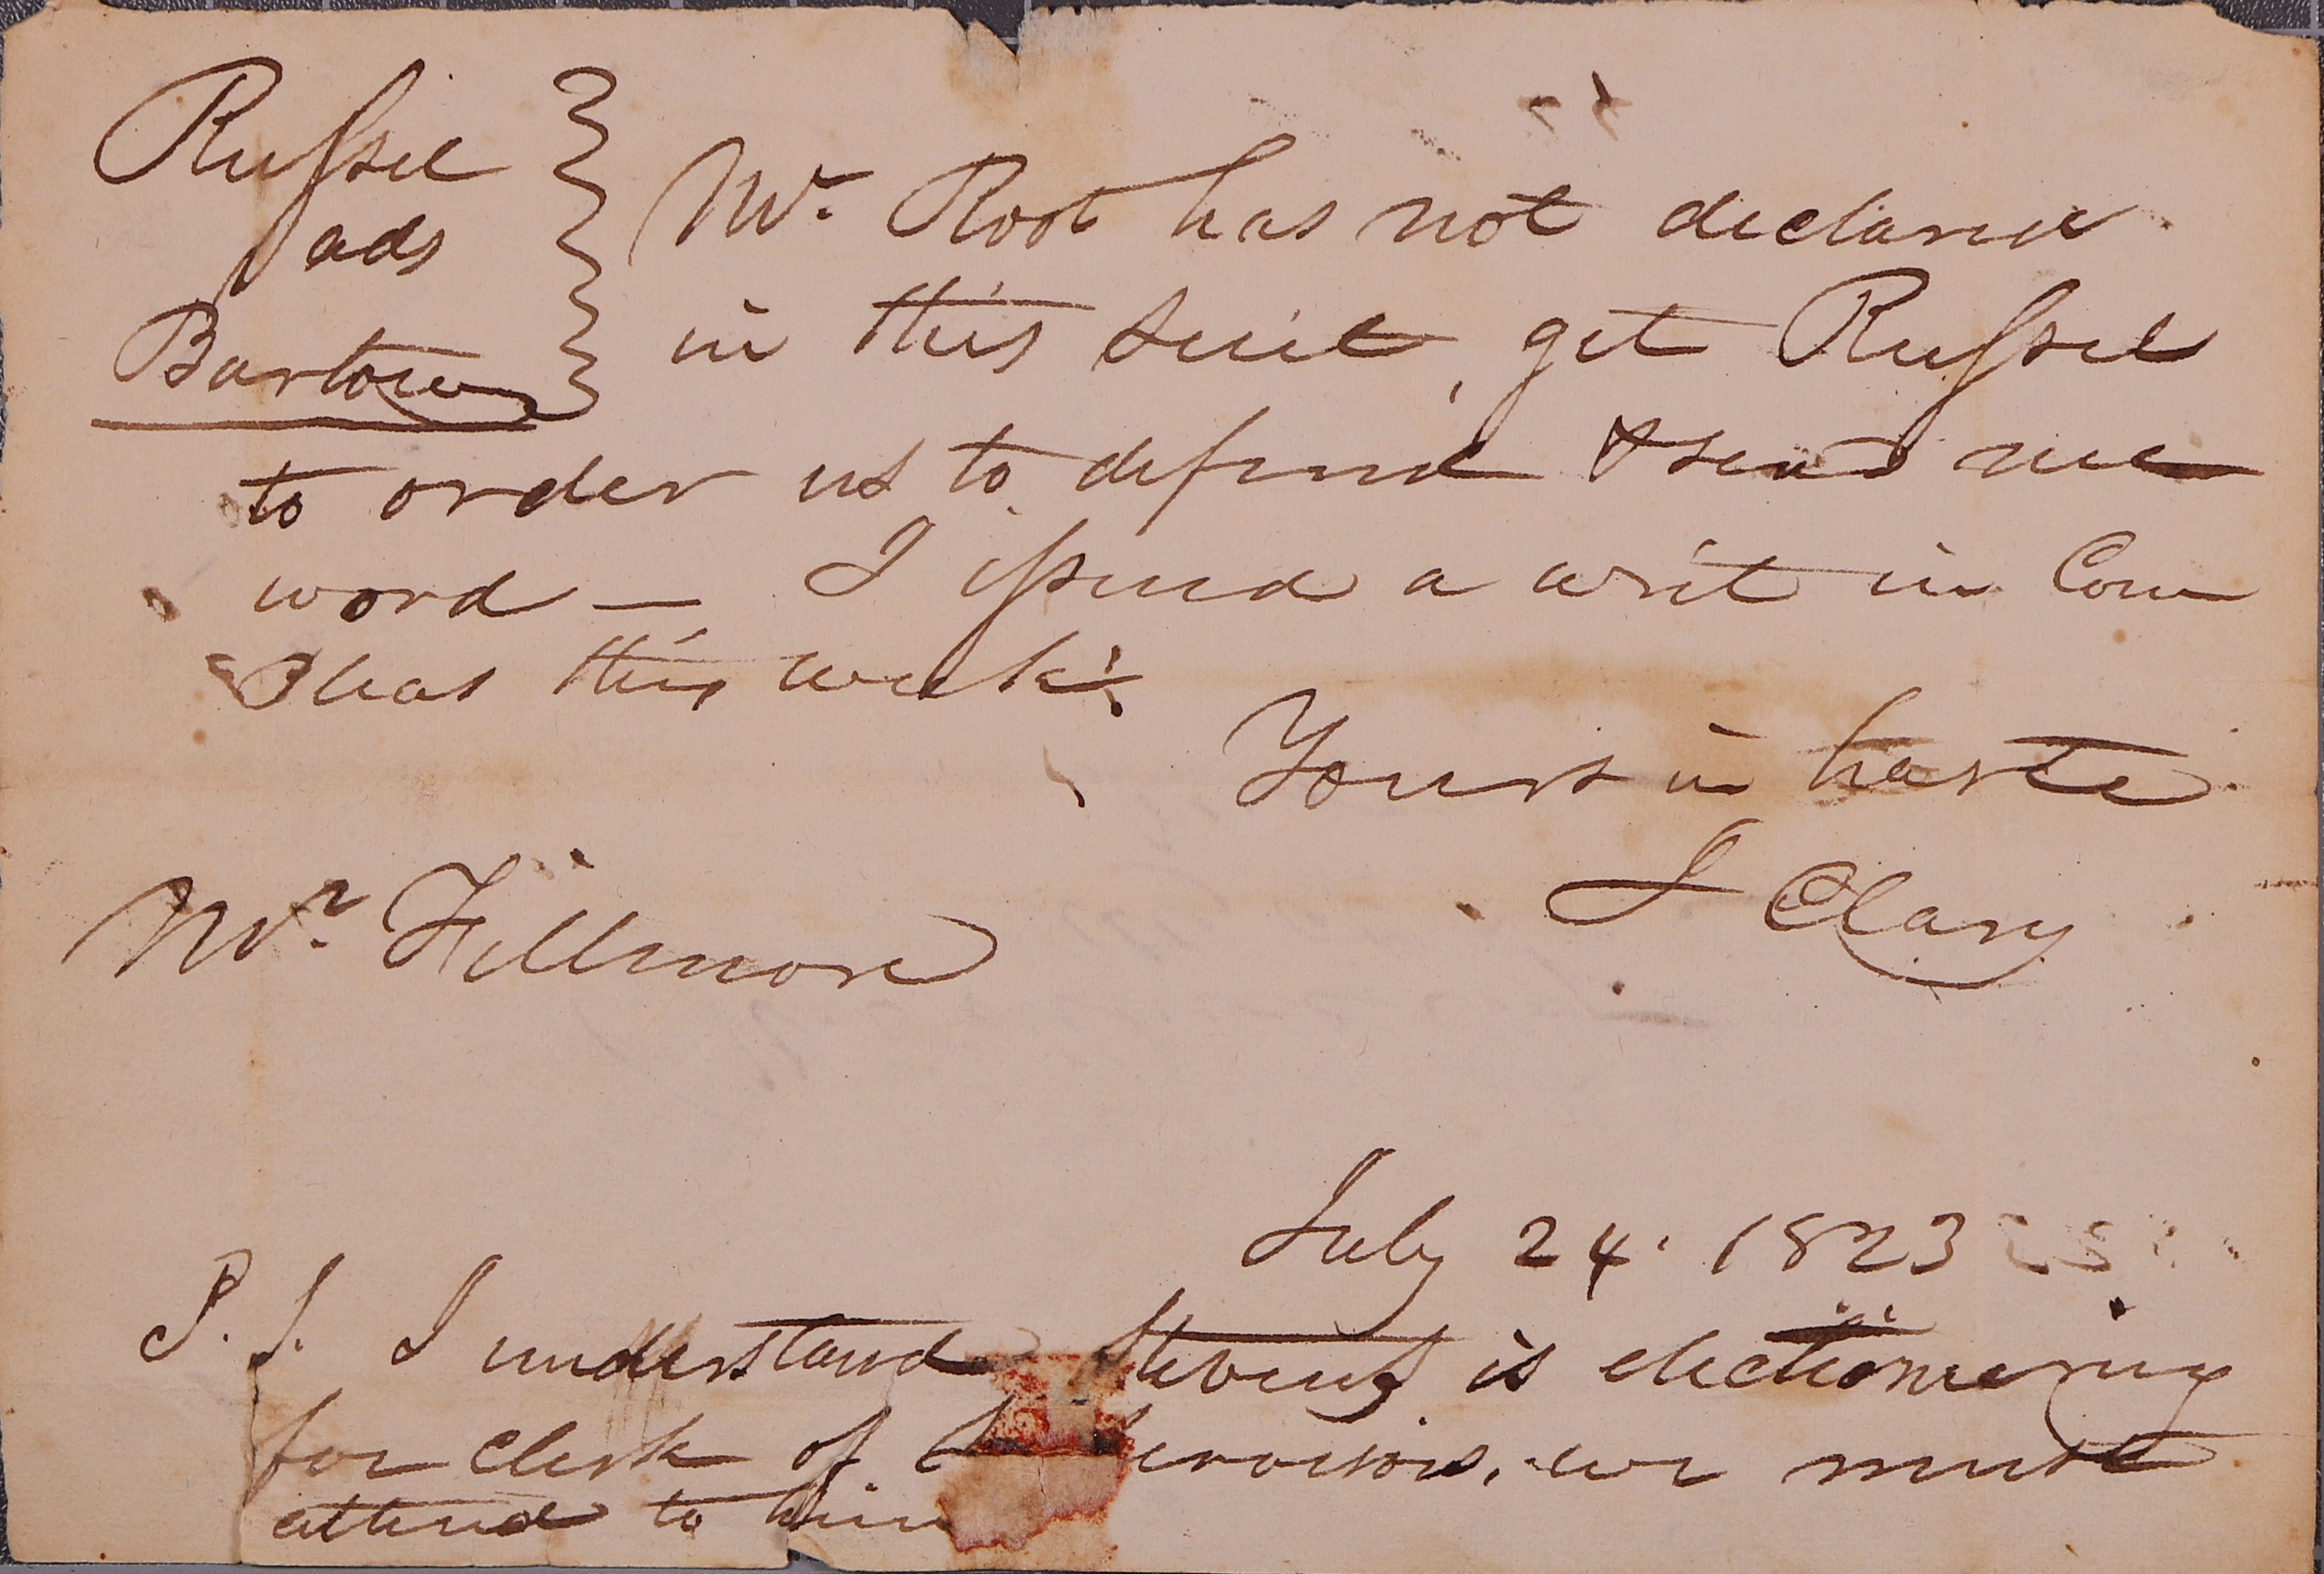 Russel
ads
Bartow
Mr. Root has not declared
in this suit, get Russel
to order us to defend & send me
word — I issued a writ in Com
Pleas this week.
Yours in haste
J Clary
Mr. Fillmore
July 24. 1823
P. S. I understand Stevens is electioneering
for clerk of Supervisors, we must
attend to him